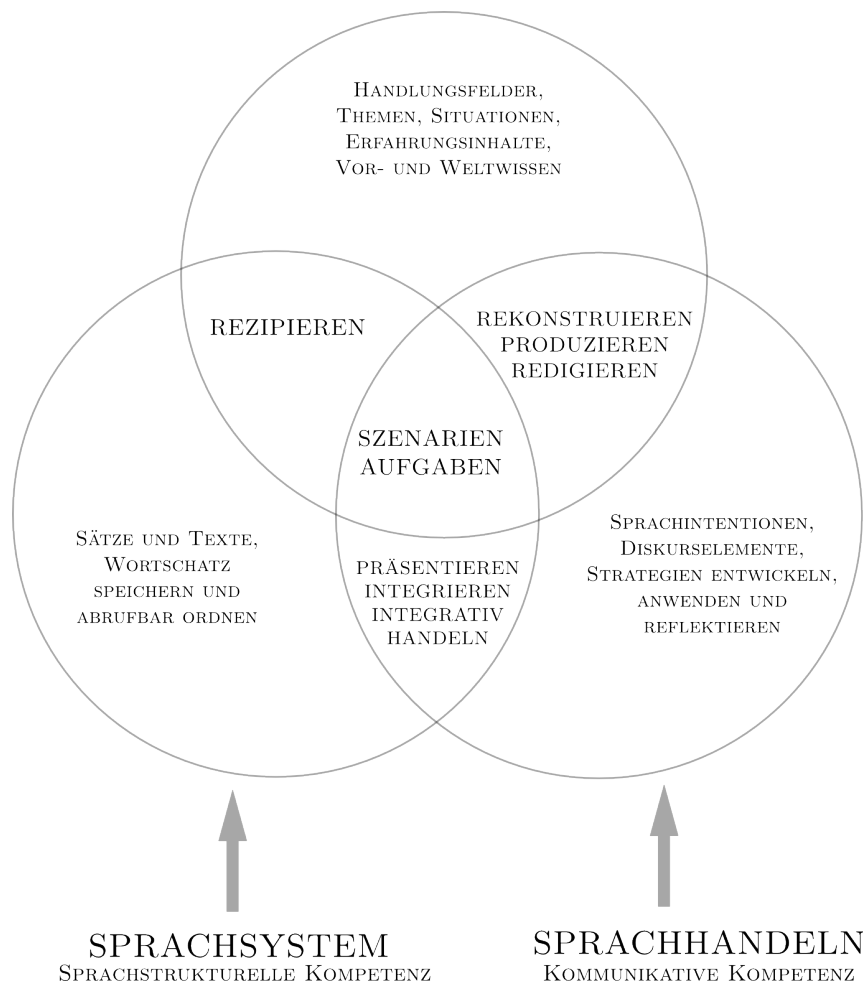 Handlungsfelder,
Themen, Situationen,
Erfahrungsinhalte,
Vor- und Weltwissen
REZIPIEREN
REKONSTRUIEREN
PRODUZIEREN
REDIGIEREN
SZENARIEN
AUFGABEN
Sätze und Texte,
Wortschatz
speichern und
abrufbar ordnen
PRÄSENTIEREN
INTEGRIEREN
INTEGRATIV
HANDELN
Sprachintentionen,
Diskurselemente,
Strategien entwickeln,
anwenden und
reflektieren
SPRACHSYSTEM
Sprachstrukturelle Kompetenz
SPRACHHANDELN
Kommunikative Kompetenz